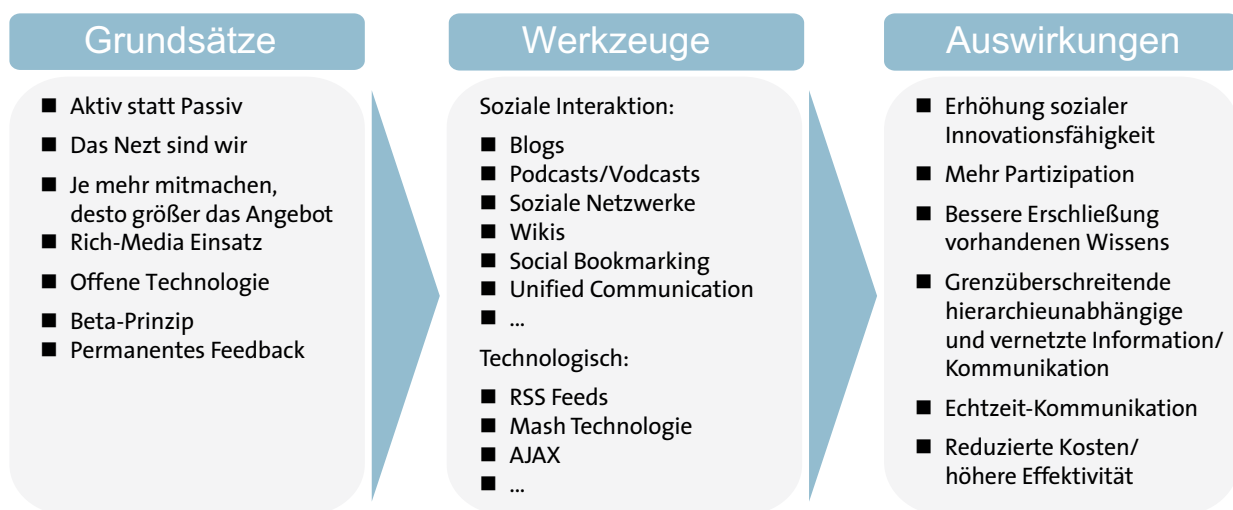 Grundsätze
Aktiv statt Passiv
Das Nezt sind wir
Je mehr mitmachen,
desto größer das Angebot
Rich-Media Einsatz
Offene Technologie
Beta-Prinzip
Permanentes Feedback
Werkzeuge
Soziale Interaktion:
Blogs
Podcasts/Vodcasts
Soziale Netzwerke
Wikis
Social Bookmarking
Unified Communication
...
Technologisch:
RSS Feeds
Mash Technologie
AJAX
...
Auswirkungen
Erhöhung sozialer
Innovationsfähigkeit
Mehr Partizipation
Bessere Erschließung
vorhandenen Wissens
Grenzüberschreitende
hierarchieunabhängige
und vernetzte Information/
Kommunikation
Echtzeit-Kommunikation
Reduzierte Kosten/
höhere Effektivität